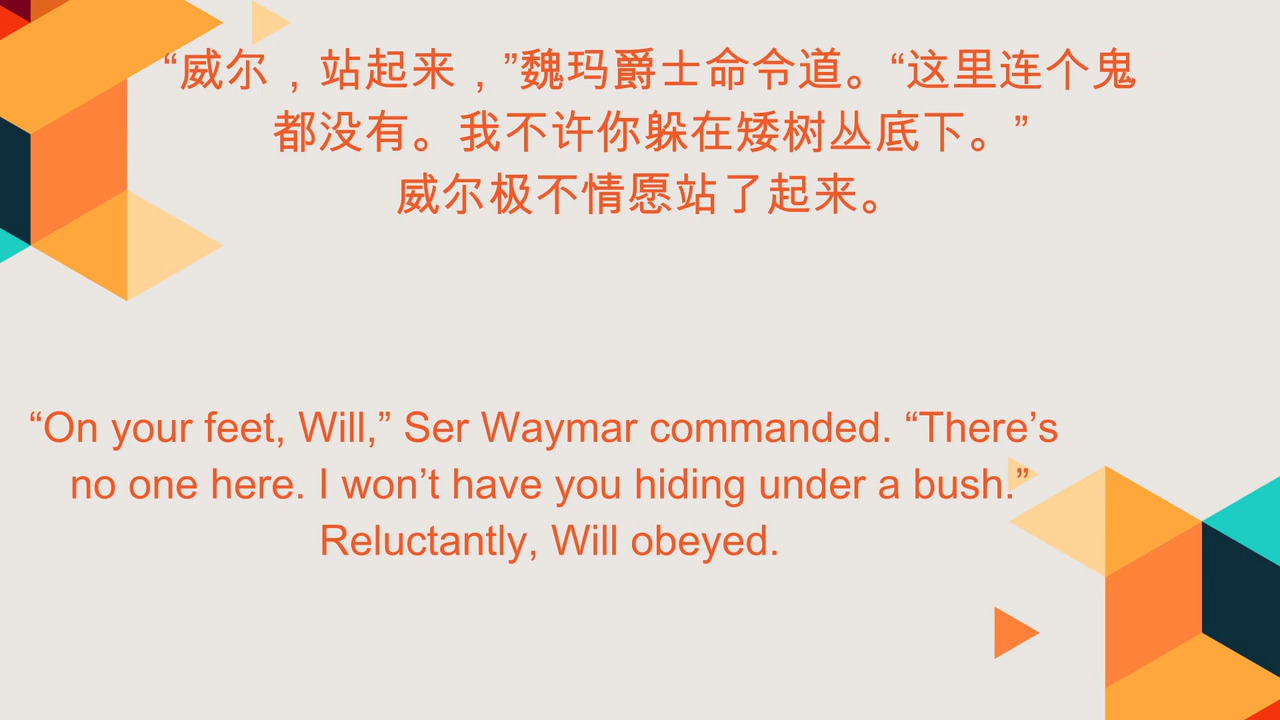 “威尔，站起来，”魏玛爵士命令道。“这里连个鬼
都没有。我不许你躲在矮树丛底下。”
威尔极不情愿站了起来。
“On your feet, Will,” Ser Waymar commanded. “There’s
no one here. I won’t have you hiding under a bush.”
Reluctantly, Will obeyed.